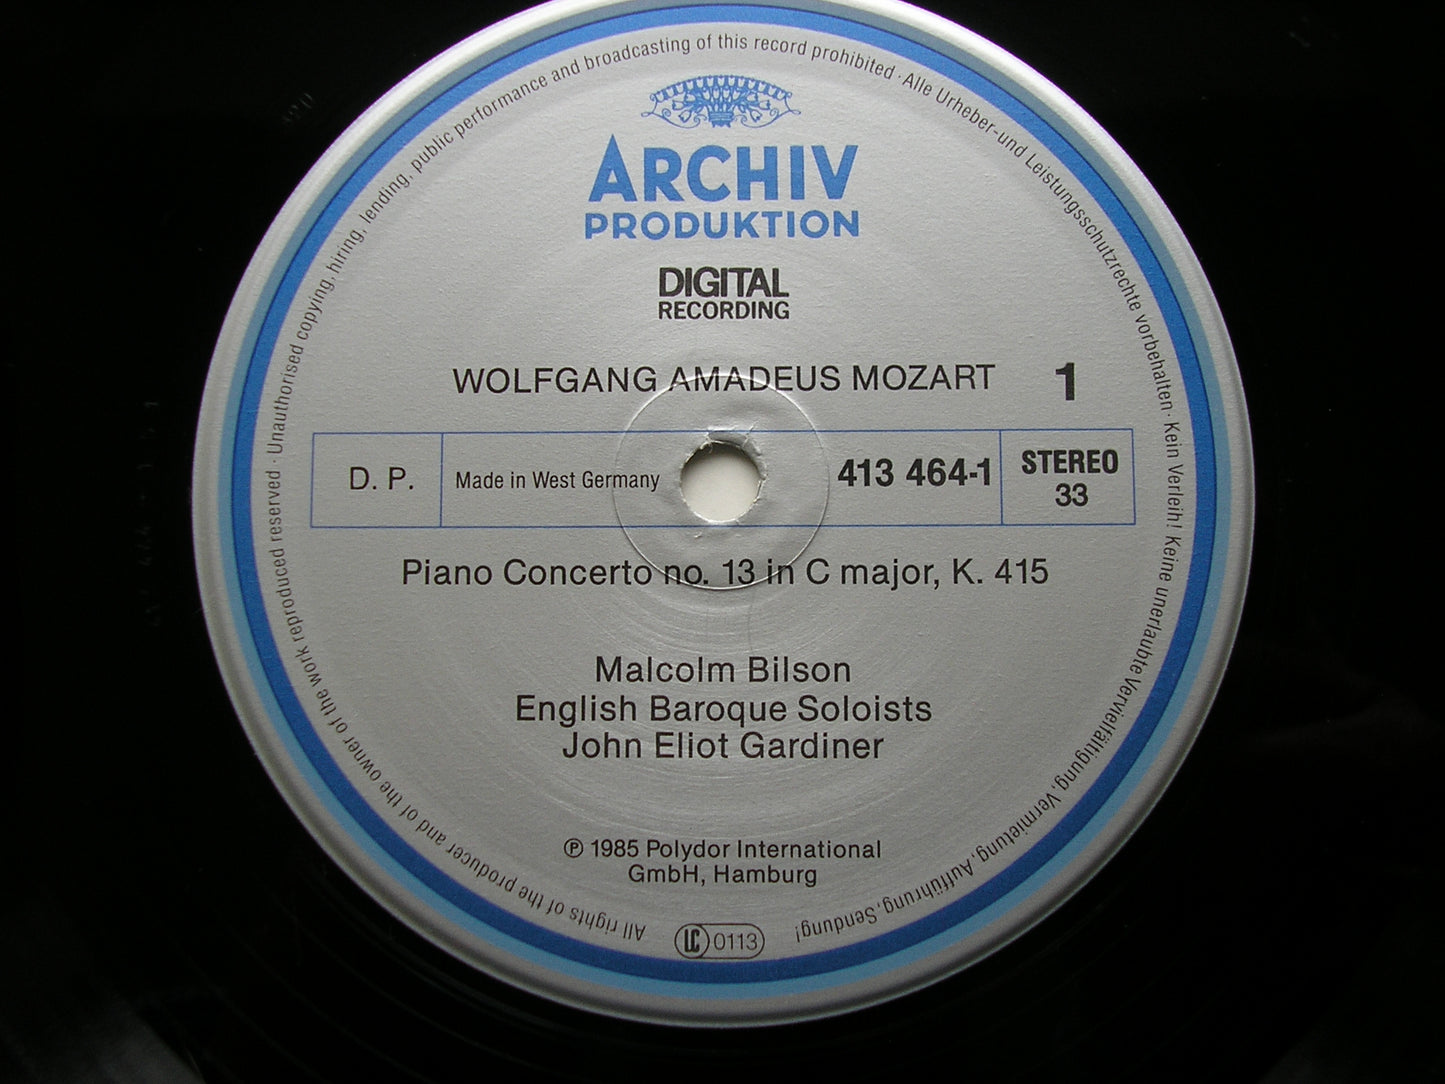 All rights of the producer and of the owner of the work reproduced reserved · Unauthorised copying, hiring, lending, public performance and broadcasting of this record prohibited · Alle Urheber- und Leistungsschutzrechte vorbehalten · Kein Verleih! Keine unerlaubte Vervielfältigung, Vermietung, Aufführung, Sendung!
ARCHIV
PRODUKTION
DIGITAL
RECORDING
WOLFGANG AMADEUS MOZART 1
D. P. Made in West Germany 413 464-1 STEREO
33
Piano Concerto no. 13 in C major, K. 415
Malcolm Bilson
English Baroque Soloists
John Eliot Gardiner
℗ 1985 Polydor International
GmbH, Hamburg
LC 0113